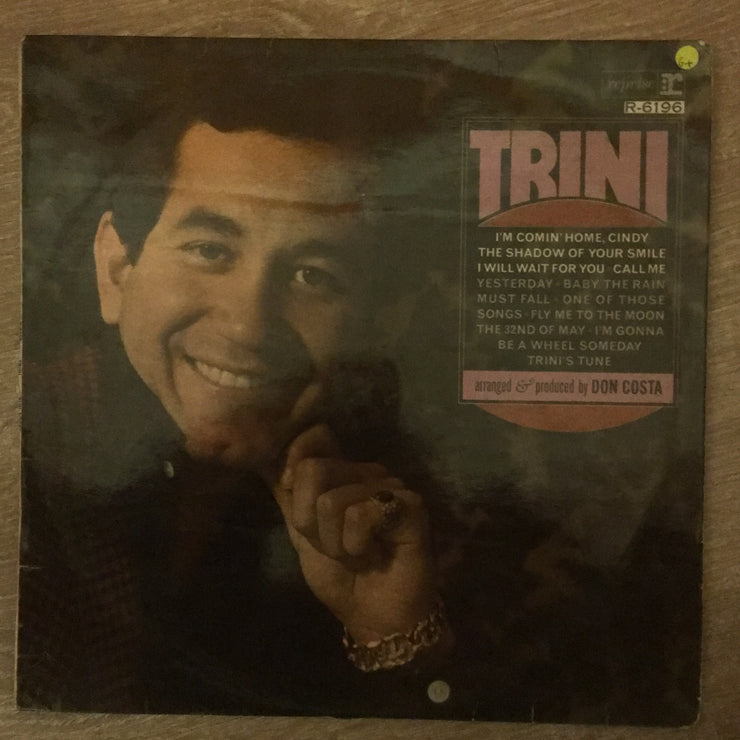 G+
reprise r
R-6196
TRINI
I'M COMIN' HOME, CINDY
THE SHADOW OF YOUR SMILE
I WILL WAIT FOR YOU · CALL ME
YESTERDAY · BABY THE RAIN
MUST FALL · ONE OF THOSE
SONGS · FLY ME TO THE MOON
THE 32ND OF MAY · I'M GONNA
BE A WHEEL SOMEDAY
TRINI'S TUNE
arranged & produced by DON COSTA